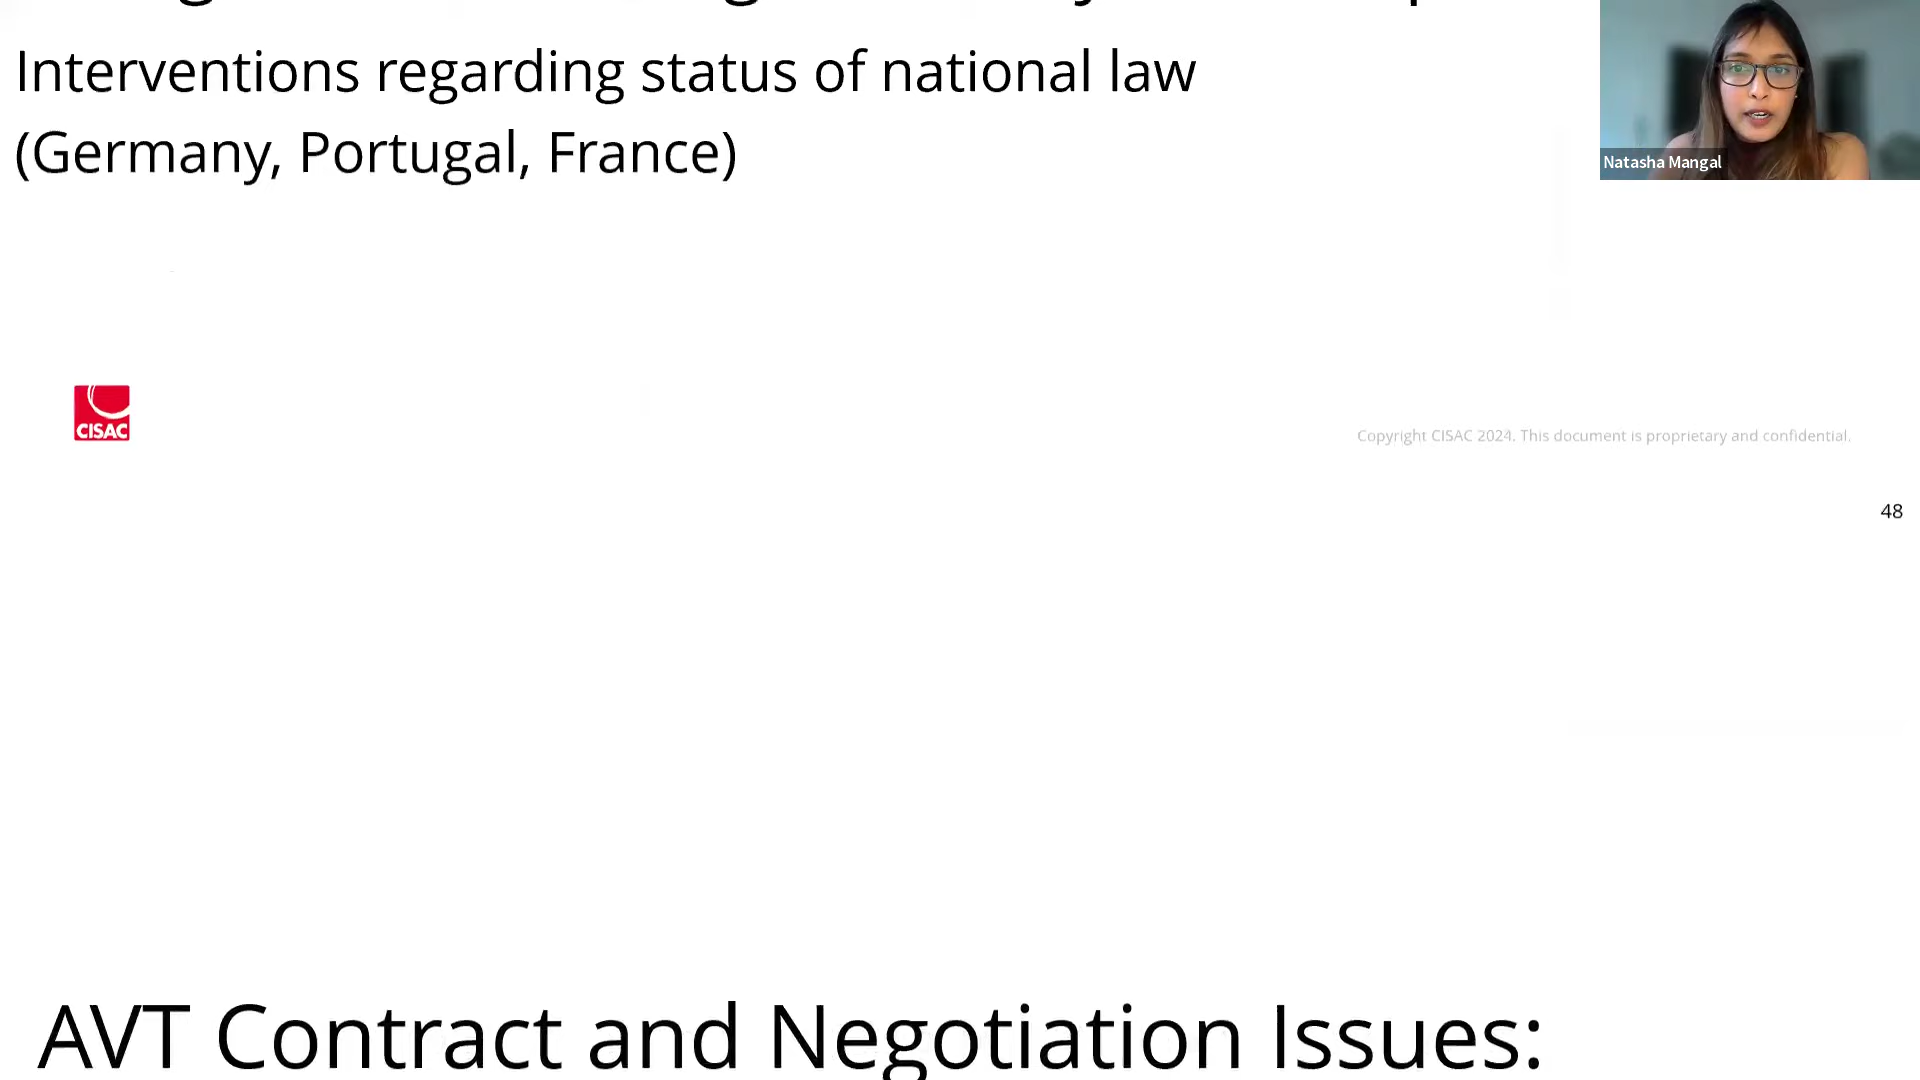 Interventions regarding status of national law
(Germany, Portugal, France)
Natasha Mangal
CISAC
Copyright CISAC 2024. This document is proprietary and confidential.
48
AVT Contract and Negotiation Issues: